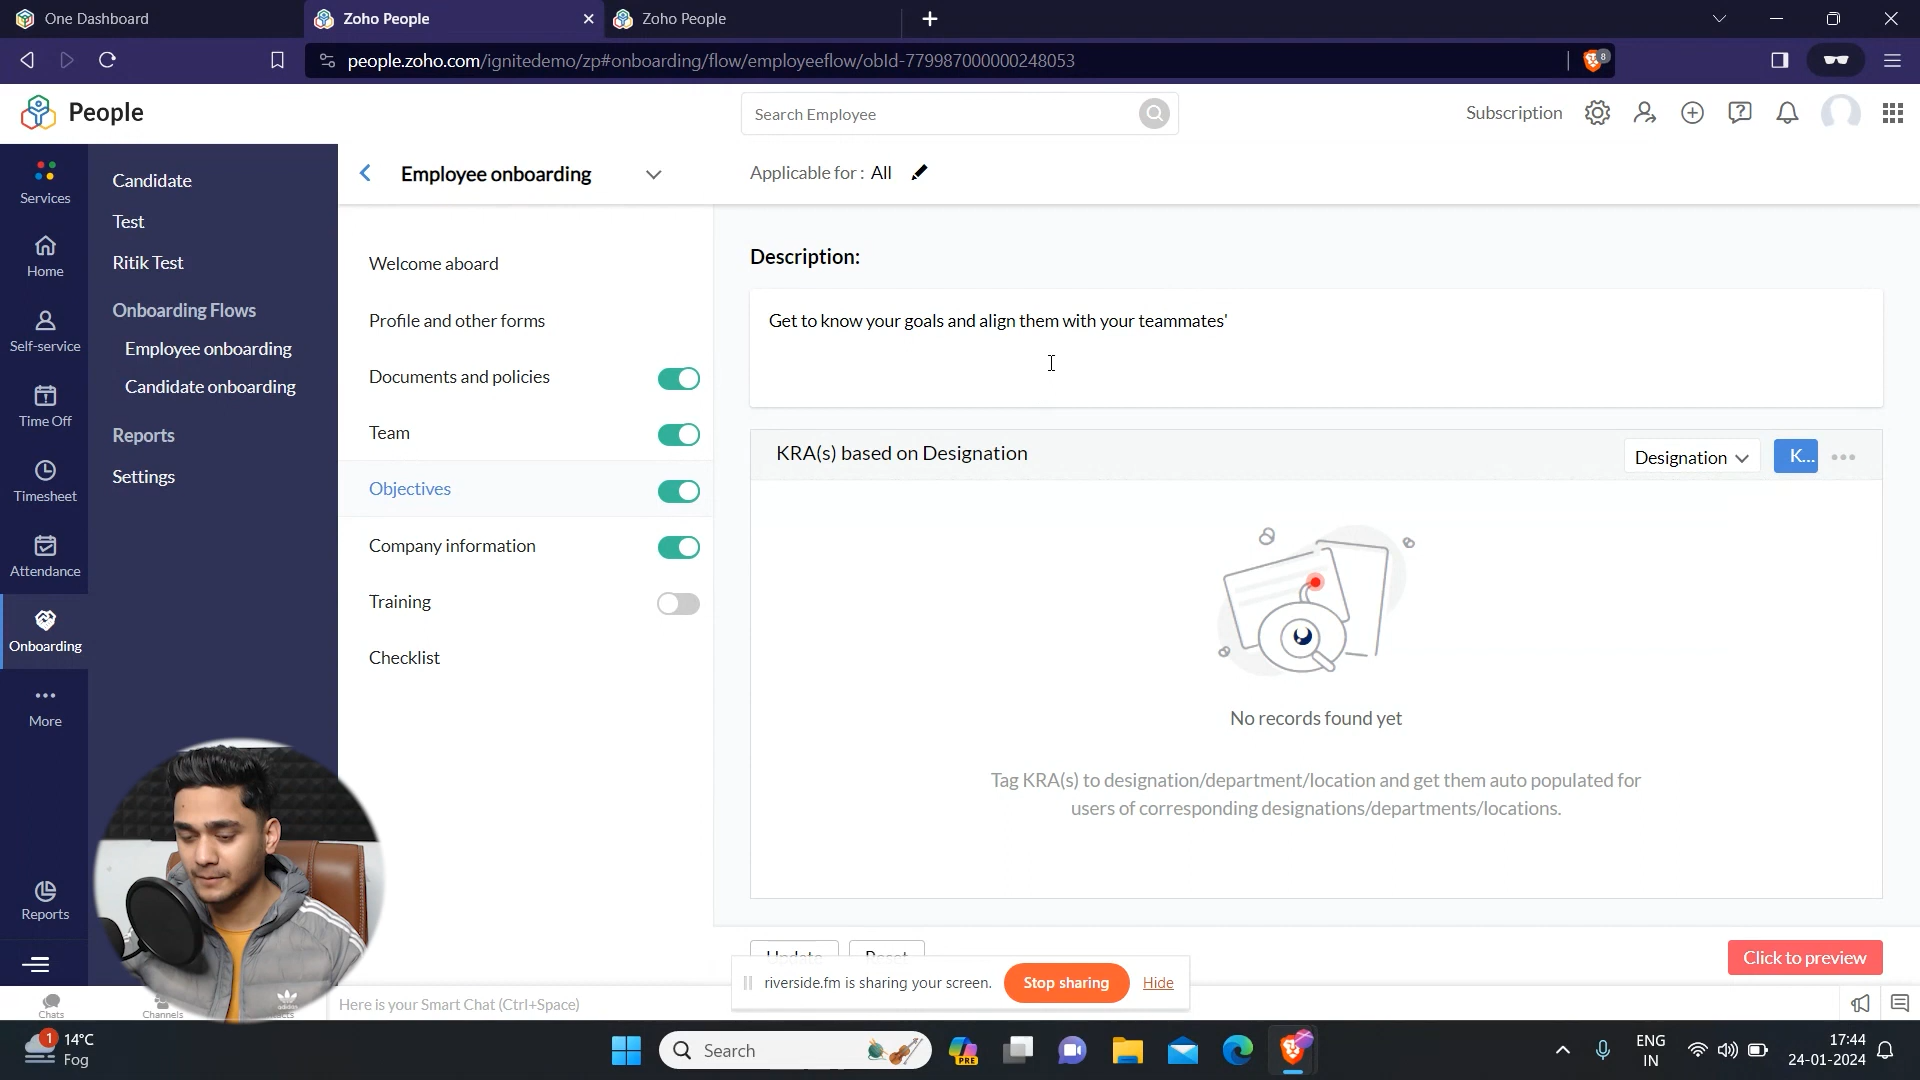 One Dashboard
Zoho People
Zoho People
people.zoho.com/ignitedemo/zp#onboarding/flow/employeeflow/obId-779987000000248053
8
People
Search Employee
Subscription
Services
Home
Self-service
Time Off
Timesheet
Attendance
Onboarding
More
Reports
Candidate
Test
Ritik Test
Onboarding Flows
Employee onboarding
Candidate onboarding
Reports
Settings
Employee onboarding
Applicable for : All
Welcome aboard
Profile and other forms
Documents and policies
Team
Objectives
Company information
Training
Checklist
Description:
Get to know your goals and align them with your teammates'
KRA(s) based on Designation
Designation
K...
No records found yet
Tag KRA(s) to designation/department/location and get them auto populated for
users of corresponding designations/departments/locations.
Update
Reset
Click to preview
riverside.fm is sharing your screen.
Stop sharing
Hide
Chats
Channels
Here is your Smart Chat (Ctrl+Space)
1
14°C
Fog
Search
PRE
ENG
IN
17:44
24-01-2024